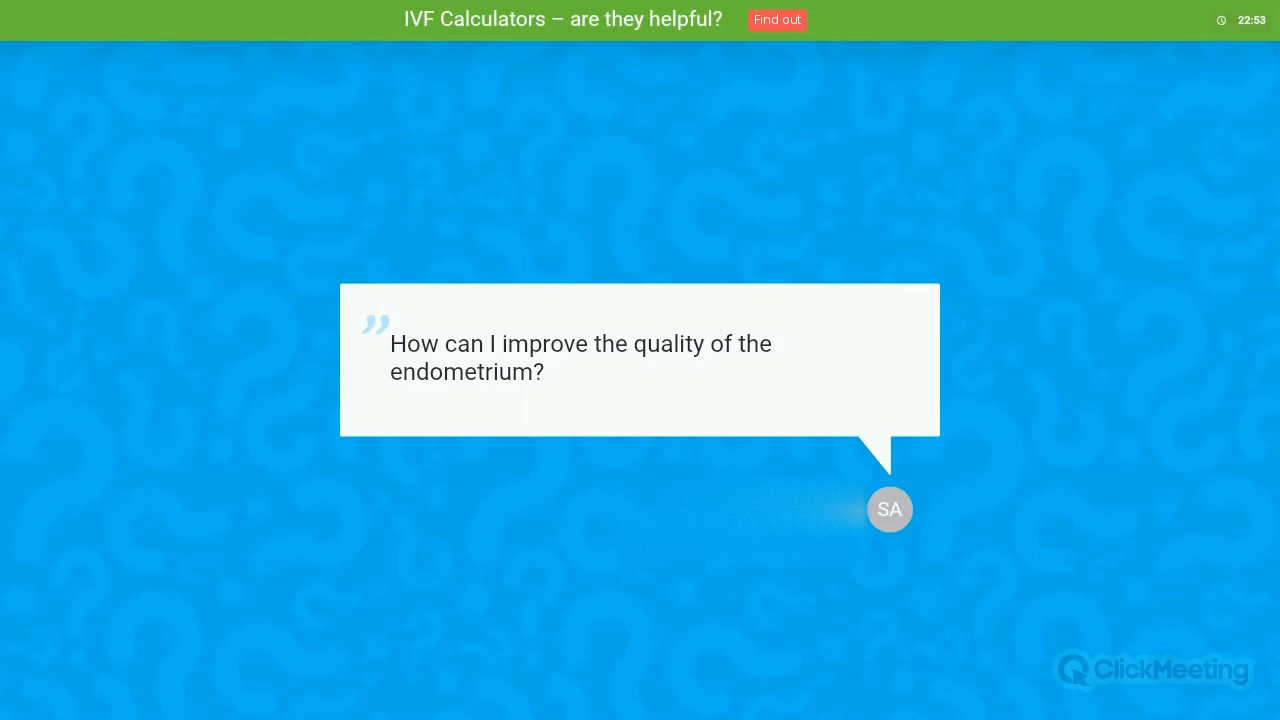 IVF Calculators – are they helpful? Find out
22:53
”
How can I improve the quality of the
endometrium?
SA
ClickMeeting